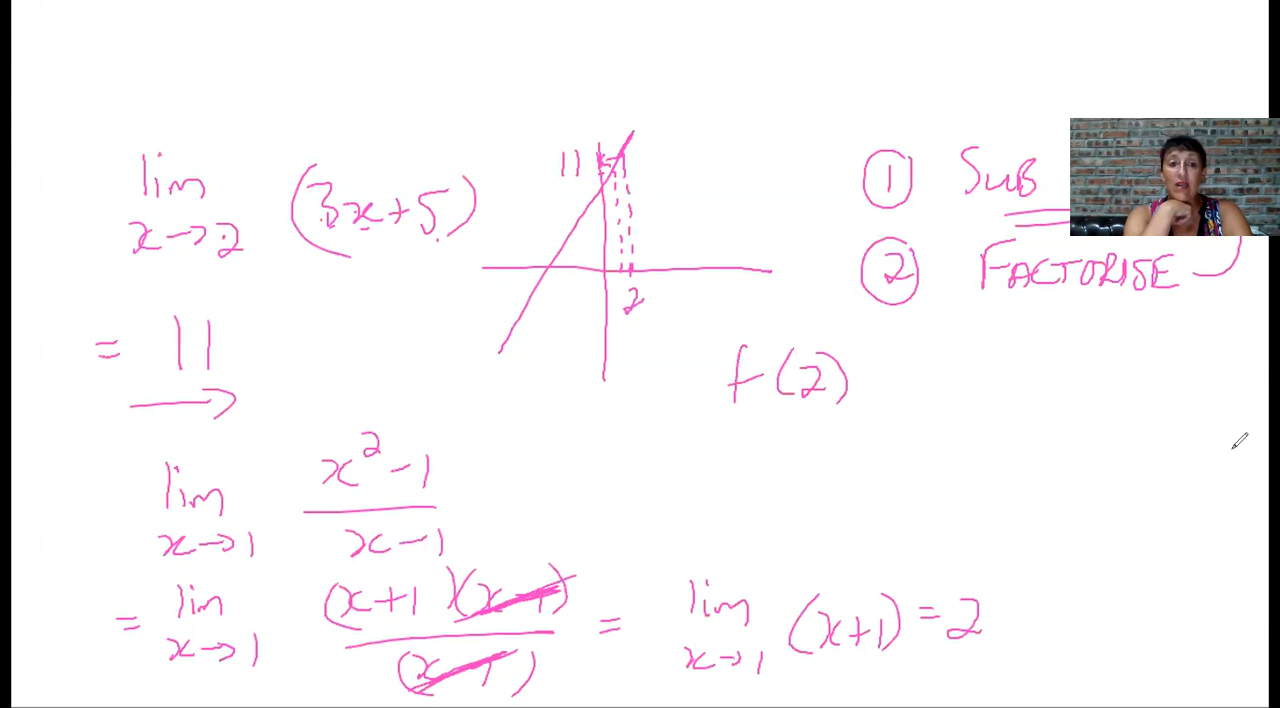 lim x→2 (3x+5)
= 11
11
2
f(2)
① SUB
② FACTORISE
lim x→1 x²-1 / x-1
= lim x→1 (x+1)(x-1) / (x-1) = lim x→1 (x+1) = 2